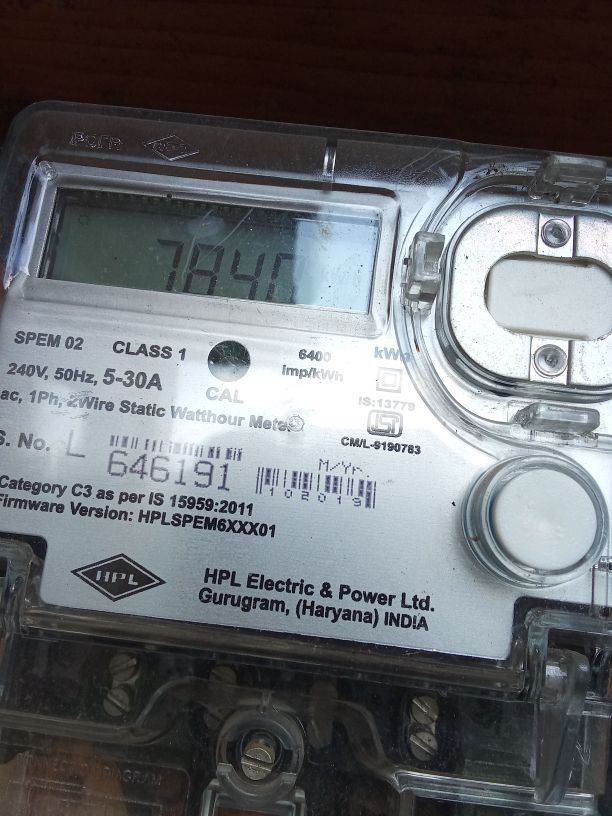 7840
SPEM 02
CLASS 1
6400
imp/kWh
240V, 50Hz, 5-30A
CAL
IS:13779
ac, 1Ph, 2Wire Static Watthour Meter
CM/L-9190783
S. No. L
646191
M/Yr.
102019
Category C3 as per IS 15959:2011
Firmware Version: HPLSPEM6XXX01
HPL
HPL Electric & Power Ltd.
Gurugram, (Haryana) INDIA